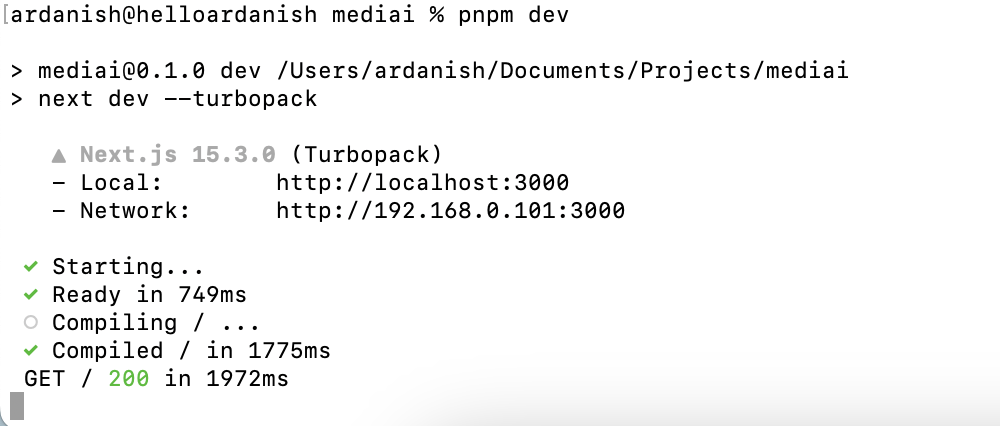 [ardanish@helloardanish mediai % pnpm dev
> mediai@0.1.0 dev /Users/ardanish/Documents/Projects/mediai
> next dev --turbopack
▲ Next.js 15.3.0 (Turbopack)
- Local: http://localhost:3000
- Network: http://192.168.0.101:3000
✓ Starting...
✓ Ready in 749ms
○ Compiling / ...
✓ Compiled / in 1775ms
GET / 200 in 1972ms